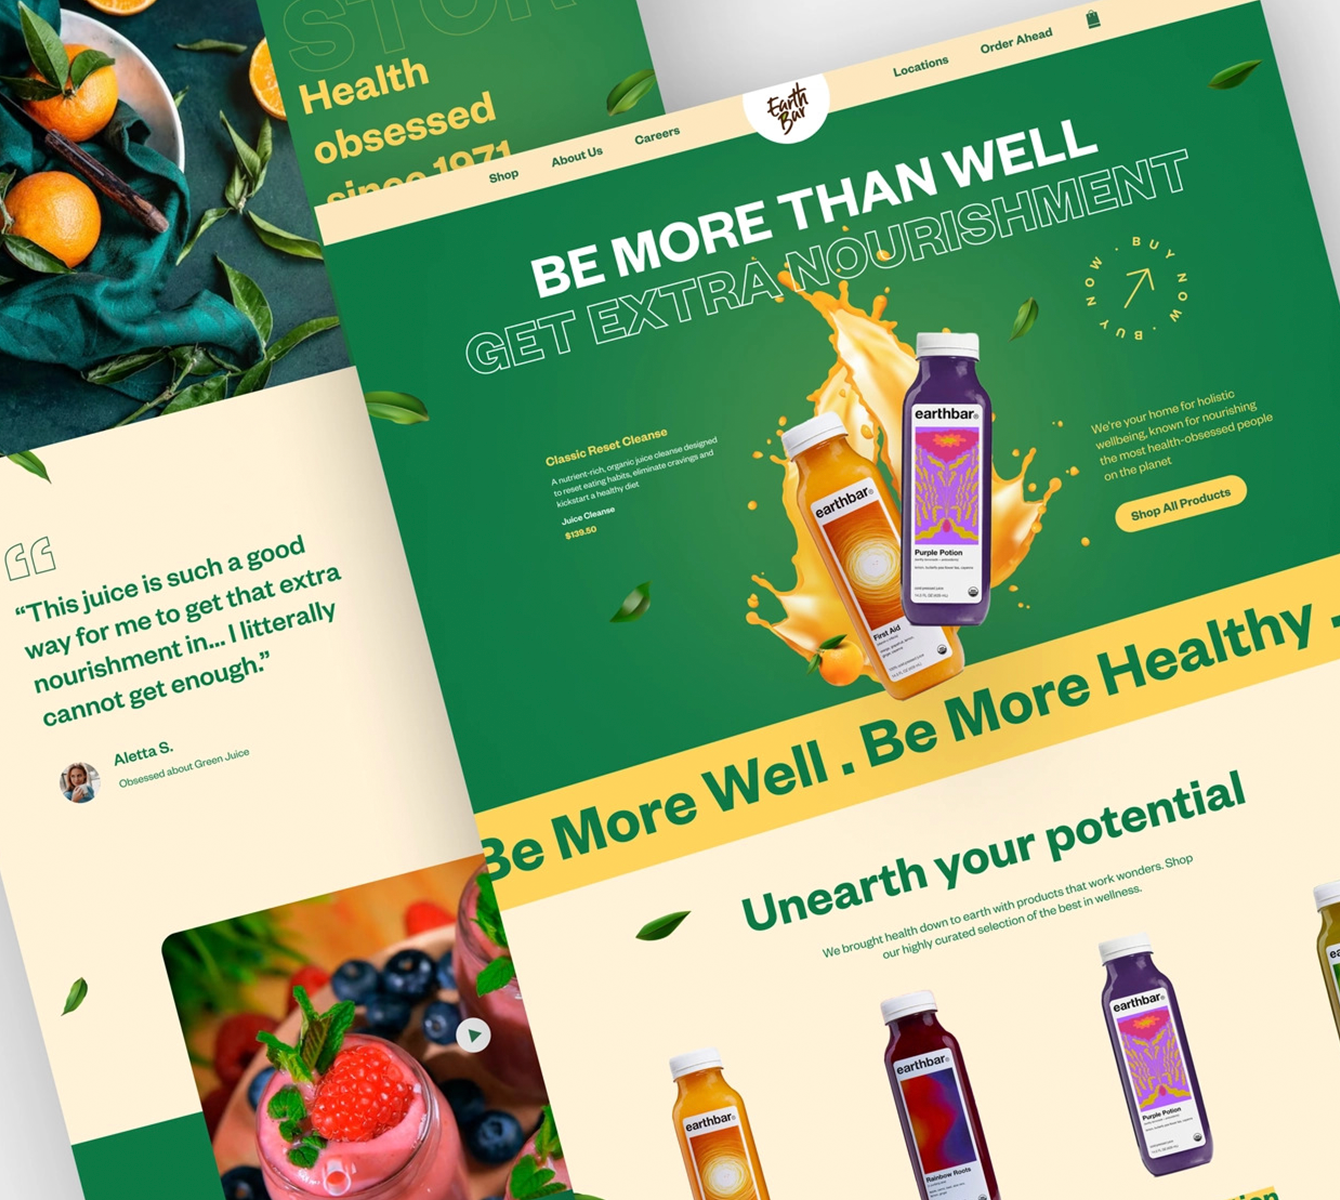 STOR
Health
obsessed
since 1971
“This juice is such a good
way for me to get that extra
nourishment in... I litterally
cannot get enough.”
Aletta S.
Obsessed about Green Juice
Shop
About Us
Careers
Earth
Bar
Locations
Order Ahead
BE MORE THAN WELL
GET EXTRA NOURISHMENT
BUY NOW · BUY NOW ·
Classic Reset Cleanse
A nutrient-rich, organic juice cleanse designed
to reset eating habits, eliminate cravings and
kickstart a healthy diet
Juice Cleanse
$139.50
earthbar®
First Aid
earthbar®
Purple Potion
We're your home for holistic
wellbeing, known for nourishing
the most health-obsessed people
on the planet
Shop All Products
Be More Well . Be More Healthy .
Unearth your potential
We brought health down to earth with products that work wonders. Shop
our highly curated selection of the best in wellness.
earthbar®
earthbar®
Rainbow Roots
earthbar®
Purple Potion